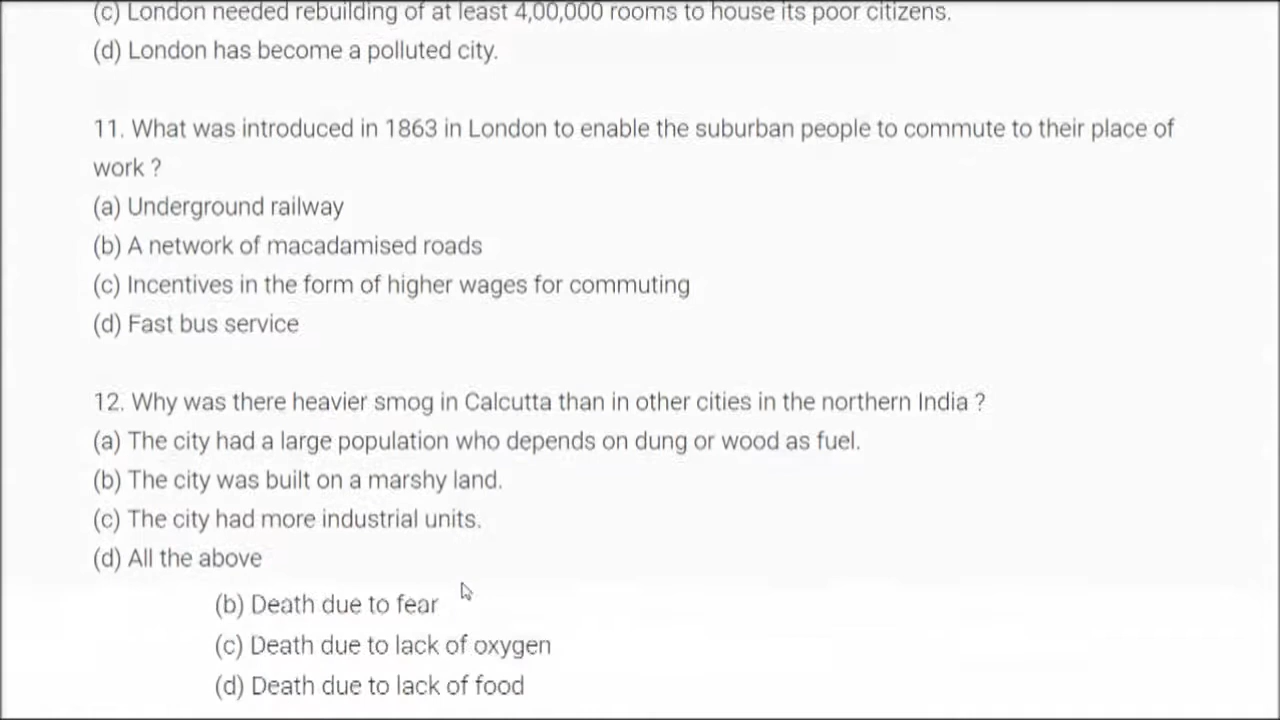 (c) London needed rebuilding of at least 4,00,000 rooms to house its poor citizens.
(d) London has become a polluted city.
11. What was introduced in 1863 in London to enable the suburban people to commute to their place of
work ?
(a) Underground railway
(b) A network of macadamised roads
(c) Incentives in the form of higher wages for commuting
(d) Fast bus service
12. Why was there heavier smog in Calcutta than in other cities in the northern India ?
(a) The city had a large population who depends on dung or wood as fuel.
(b) The city was built on a marshy land.
(c) The city had more industrial units.
(d) All the above
(b) Death due to fear
(c) Death due to lack of oxygen
(d) Death due to lack of food